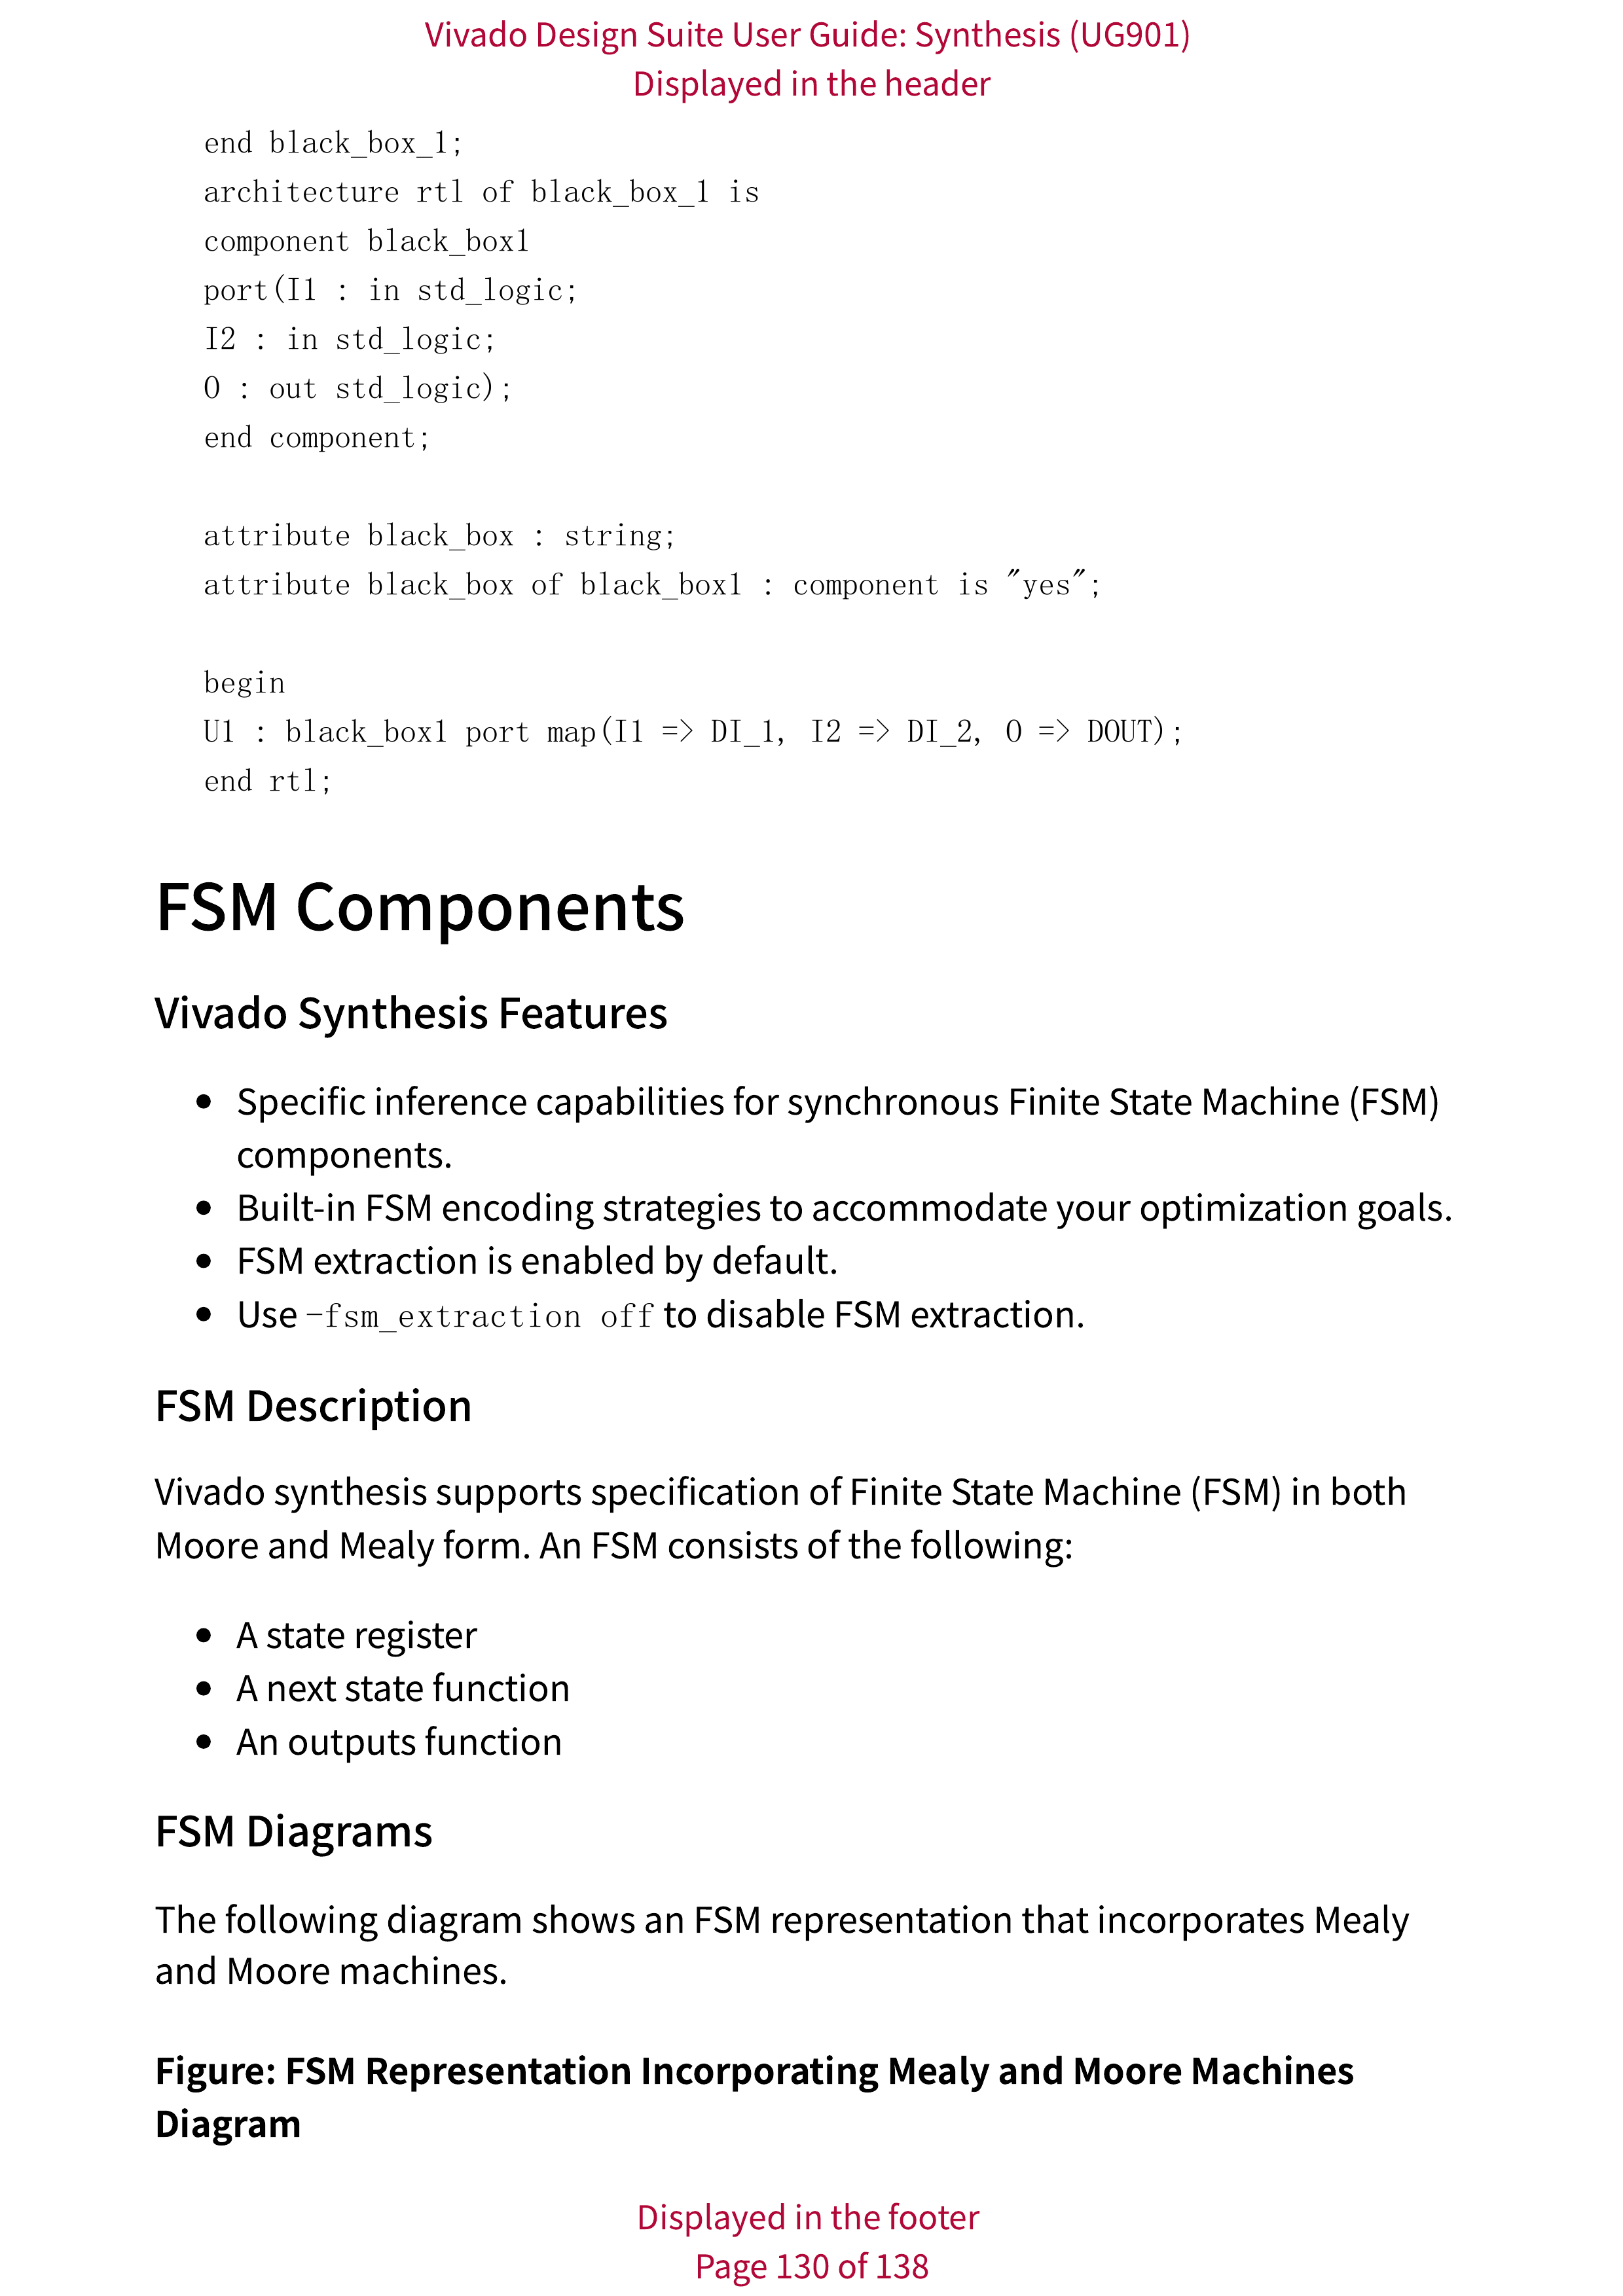 Vivado Design Suite User Guide: Synthesis (UG901)
Displayed in the header
end black_box_1;
architecture rtl of black_box_1 is
component black_box1
port(I1 : in std_logic;
I2 : in std_logic;
O : out std_logic);
end component;
attribute black_box : string;
attribute black_box of black_box1 : component is "yes";
begin
U1 : black_box1 port map(I1 => DI_1, I2 => DI_2, O => DOUT);
end rtl;
FSM Components
Vivado Synthesis Features
• Specific inference capabilities for synchronous Finite State Machine (FSM)
components.
• Built-in FSM encoding strategies to accommodate your optimization goals.
• FSM extraction is enabled by default.
• Use -fsm_extraction off to disable FSM extraction.
FSM Description
Vivado synthesis supports specification of Finite State Machine (FSM) in both
Moore and Mealy form. An FSM consists of the following:
• A state register
• A next state function
• An outputs function
FSM Diagrams
The following diagram shows an FSM representation that incorporates Mealy
and Moore machines.
Figure: FSM Representation Incorporating Mealy and Moore Machines
Diagram
Displayed in the footer
Page 130 of 138